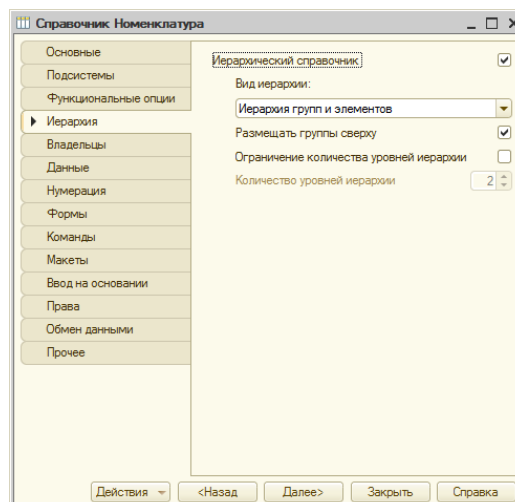 Справочник Номенклатура
Основные
Подсистемы
Функциональные опции
Иерархия
Владельцы
Данные
Нумерация
Формы
Команды
Макеты
Ввод на основании
Права
Обмен данными
Прочее
Иерархический справочник
Вид иерархии:
Иерархия групп и элементов
Размещать группы сверху
Ограничение количества уровней иерархии
Количество уровней иерархии 2
Действия <Назад Далее> Закрыть Справка